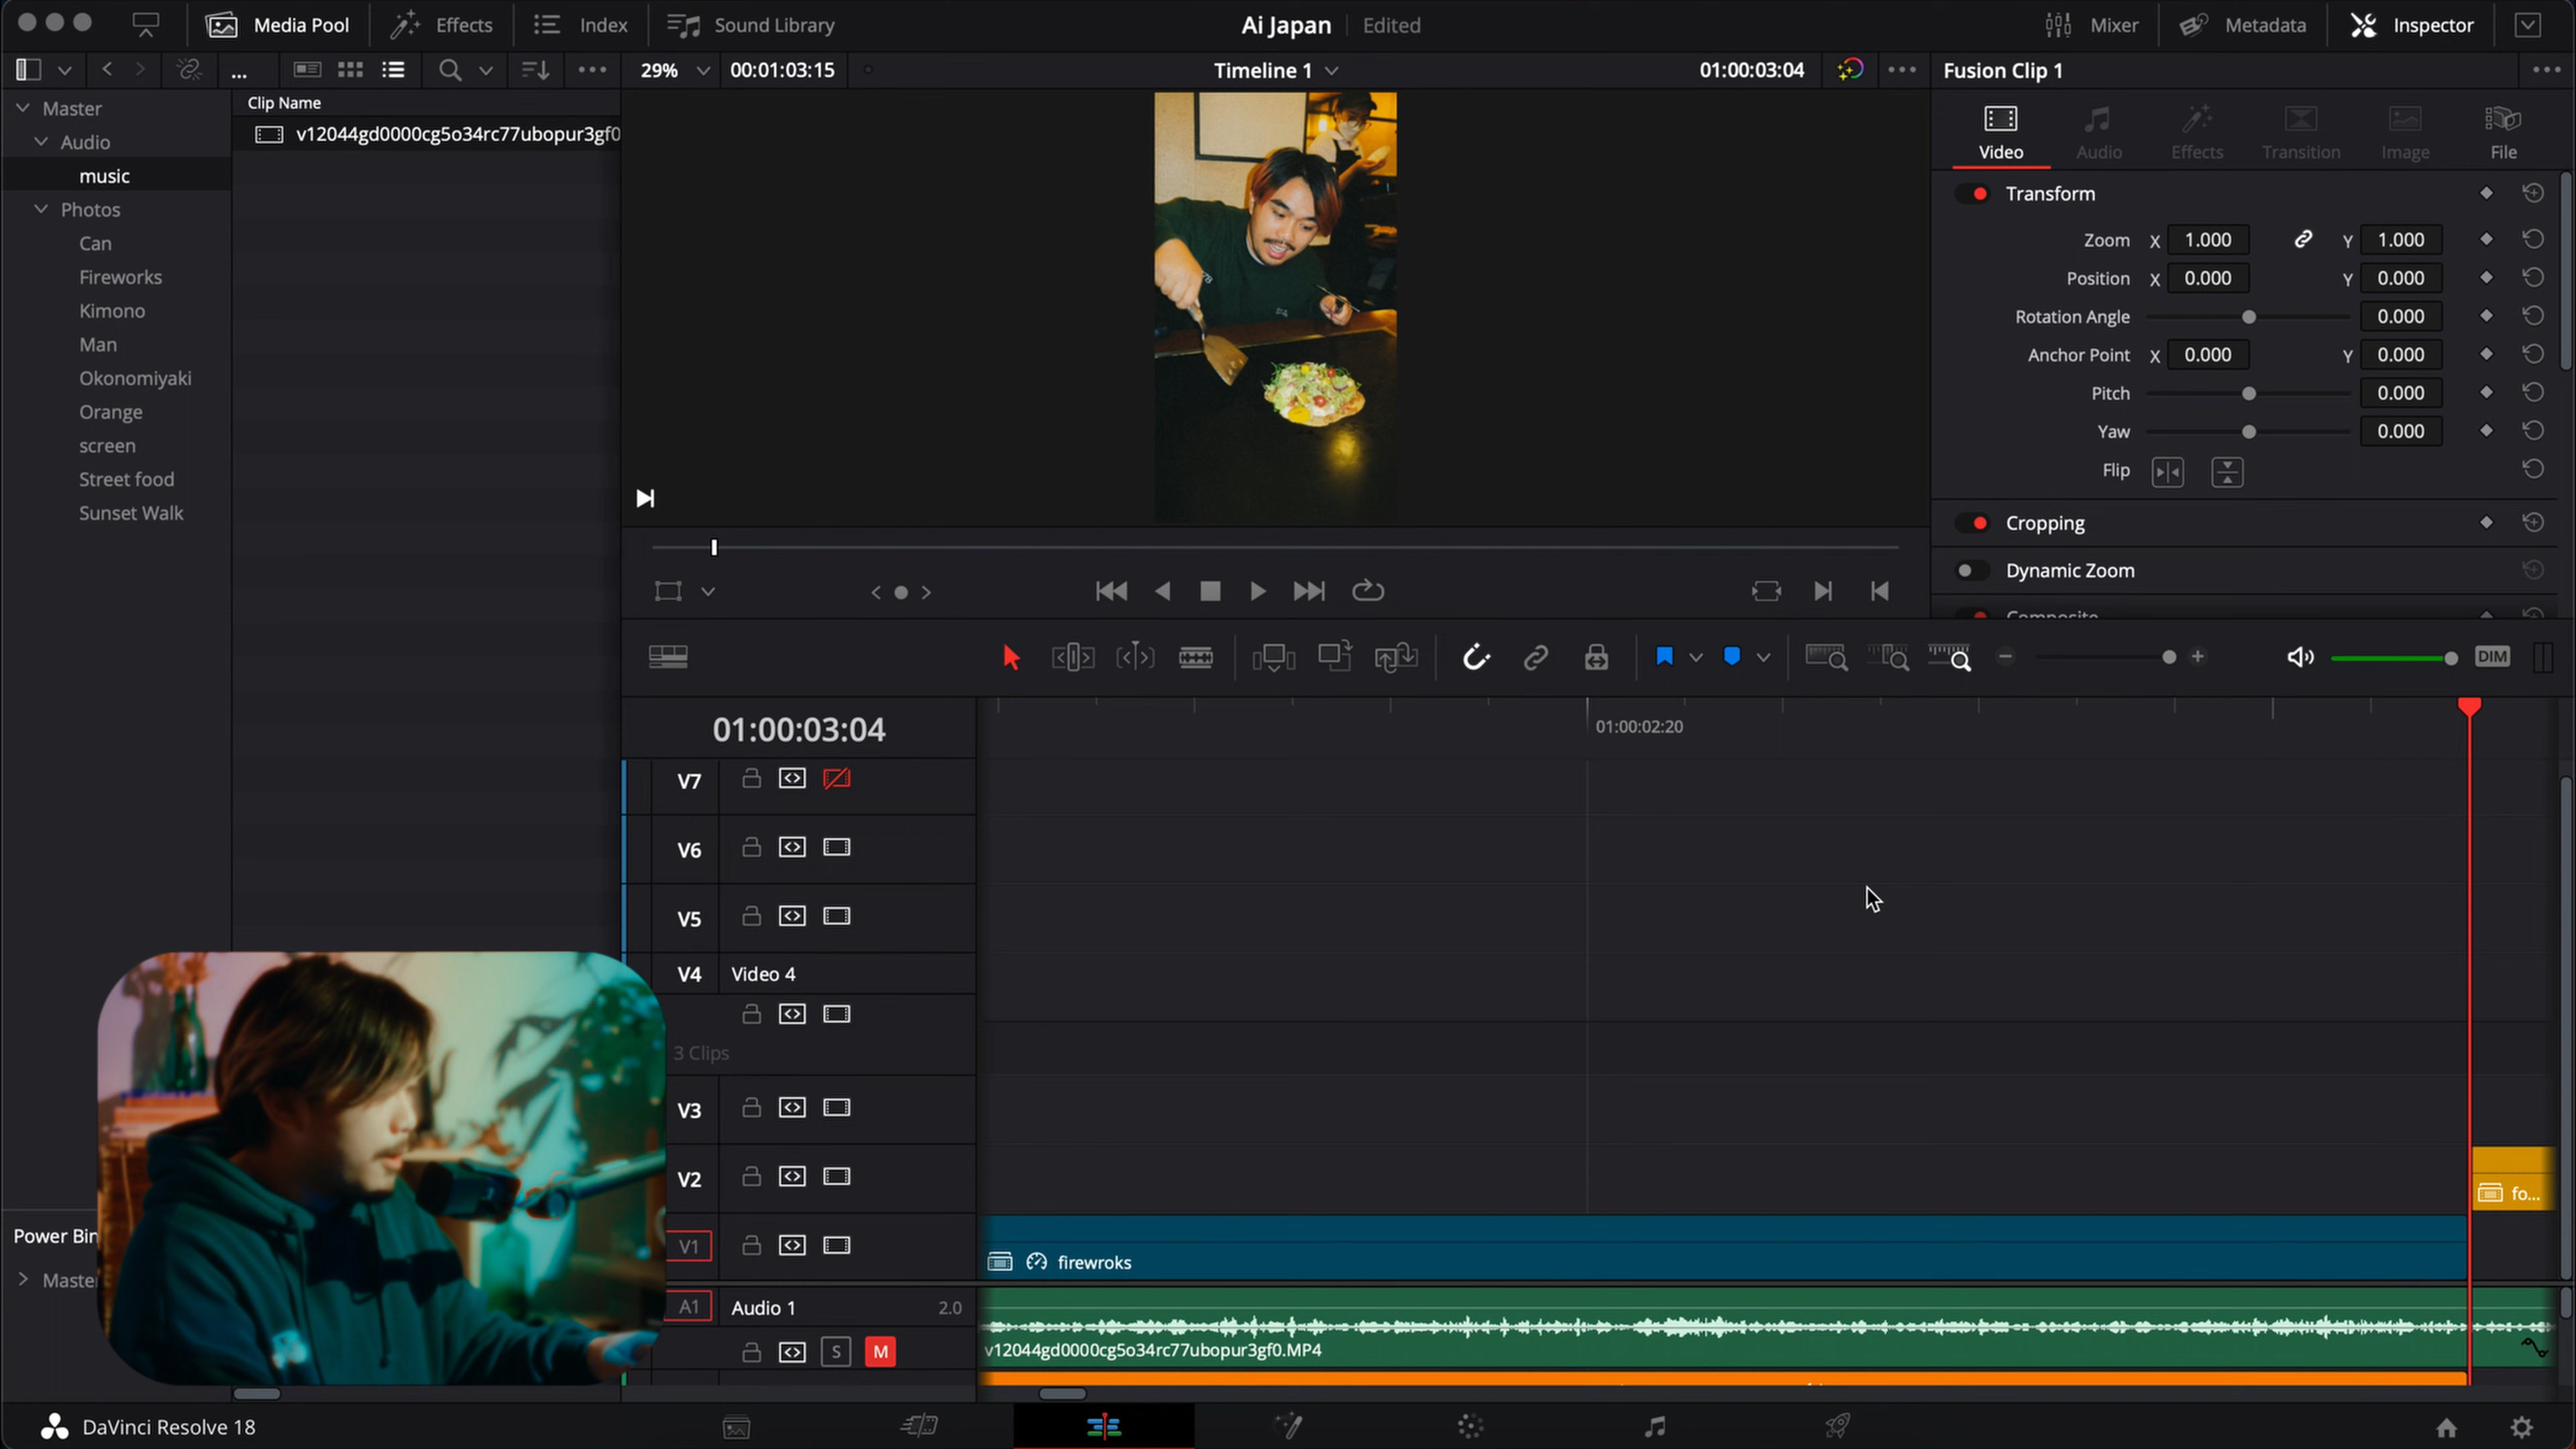 Media Pool
Effects
Index
Sound Library
Ai Japan
Edited
Mixer
Metadata
Inspector
...
29%
00:01:03:15
Timeline 1
01:00:03:04
Fusion Clip 1
Master
Audio
music
Photos
Can
Fireworks
Kimono
Man
Okonomiyaki
Orange
screen
Street food
Sunset Walk
Clip Name
v12044gd0000cg5o34rc77ubopur3gf0
Video
Audio
Effects
Transition
Image
File
Transform
Zoom X 1.000 Y 1.000
Position X 0.000 Y 0.000
Rotation Angle 0.000
Anchor Point X 0.000 Y 0.000
Pitch 0.000
Yaw 0.000
Flip
Cropping
Dynamic Zoom
Composite
DIM
01:00:03:04
01:00:02:20
V7
V6
V5
V4 Video 4
3 Clips
V3
V2
fo...
V1
firewroks
A1 Audio 1 2.0
S M
v12044gd0000cg5o34rc77ubopur3gf0.MP4
Power Bin
Maste
DaVinci Resolve 18